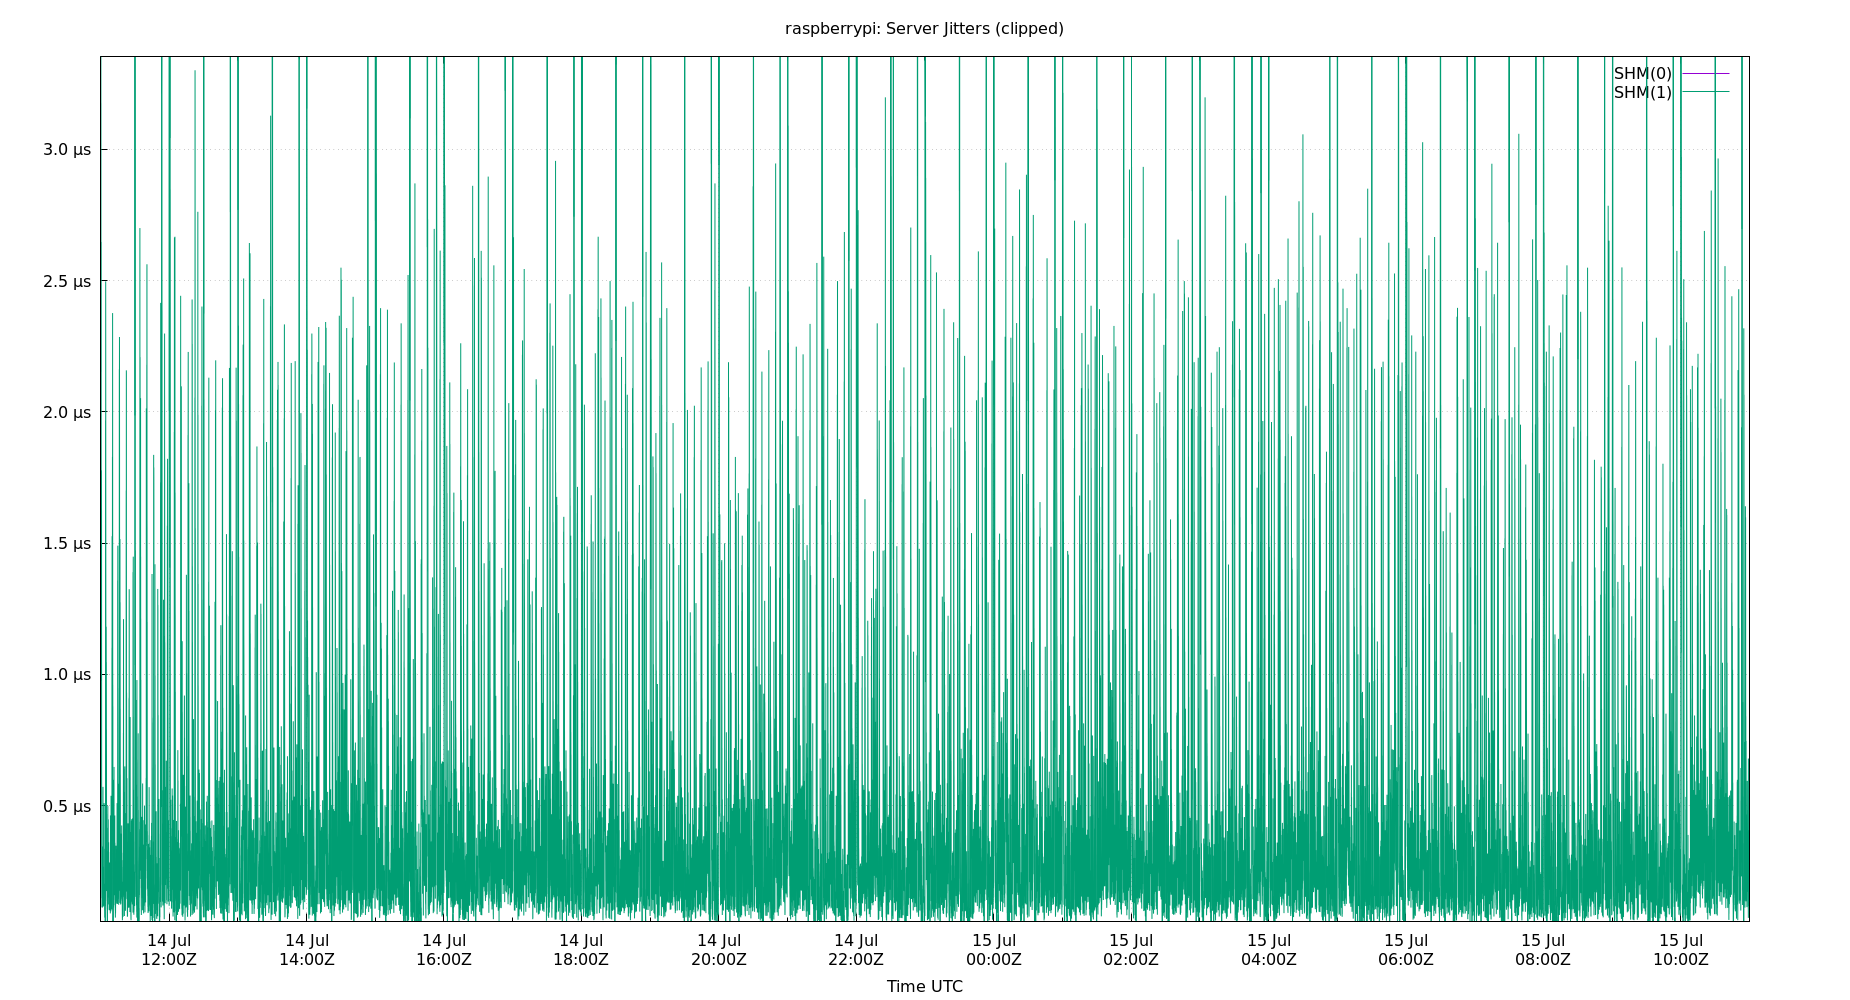 raspberrypi: Server Jitters (clipped)
SHM(0)
SHM(1)
3.0 µs
2.5 µs
2.0 µs
1.5 µs
1.0 µs
0.5 µs
14 Jul 14 Jul 14 Jul 14 Jul 14 Jul 14 Jul 15 Jul 15 Jul 15 Jul 15 Jul 15 Jul 15 Jul
12:00Z 14:00Z 16:00Z 18:00Z 20:00Z 22:00Z 00:00Z 02:00Z 04:00Z 06:00Z 08:00Z 10:00Z
Time UTC